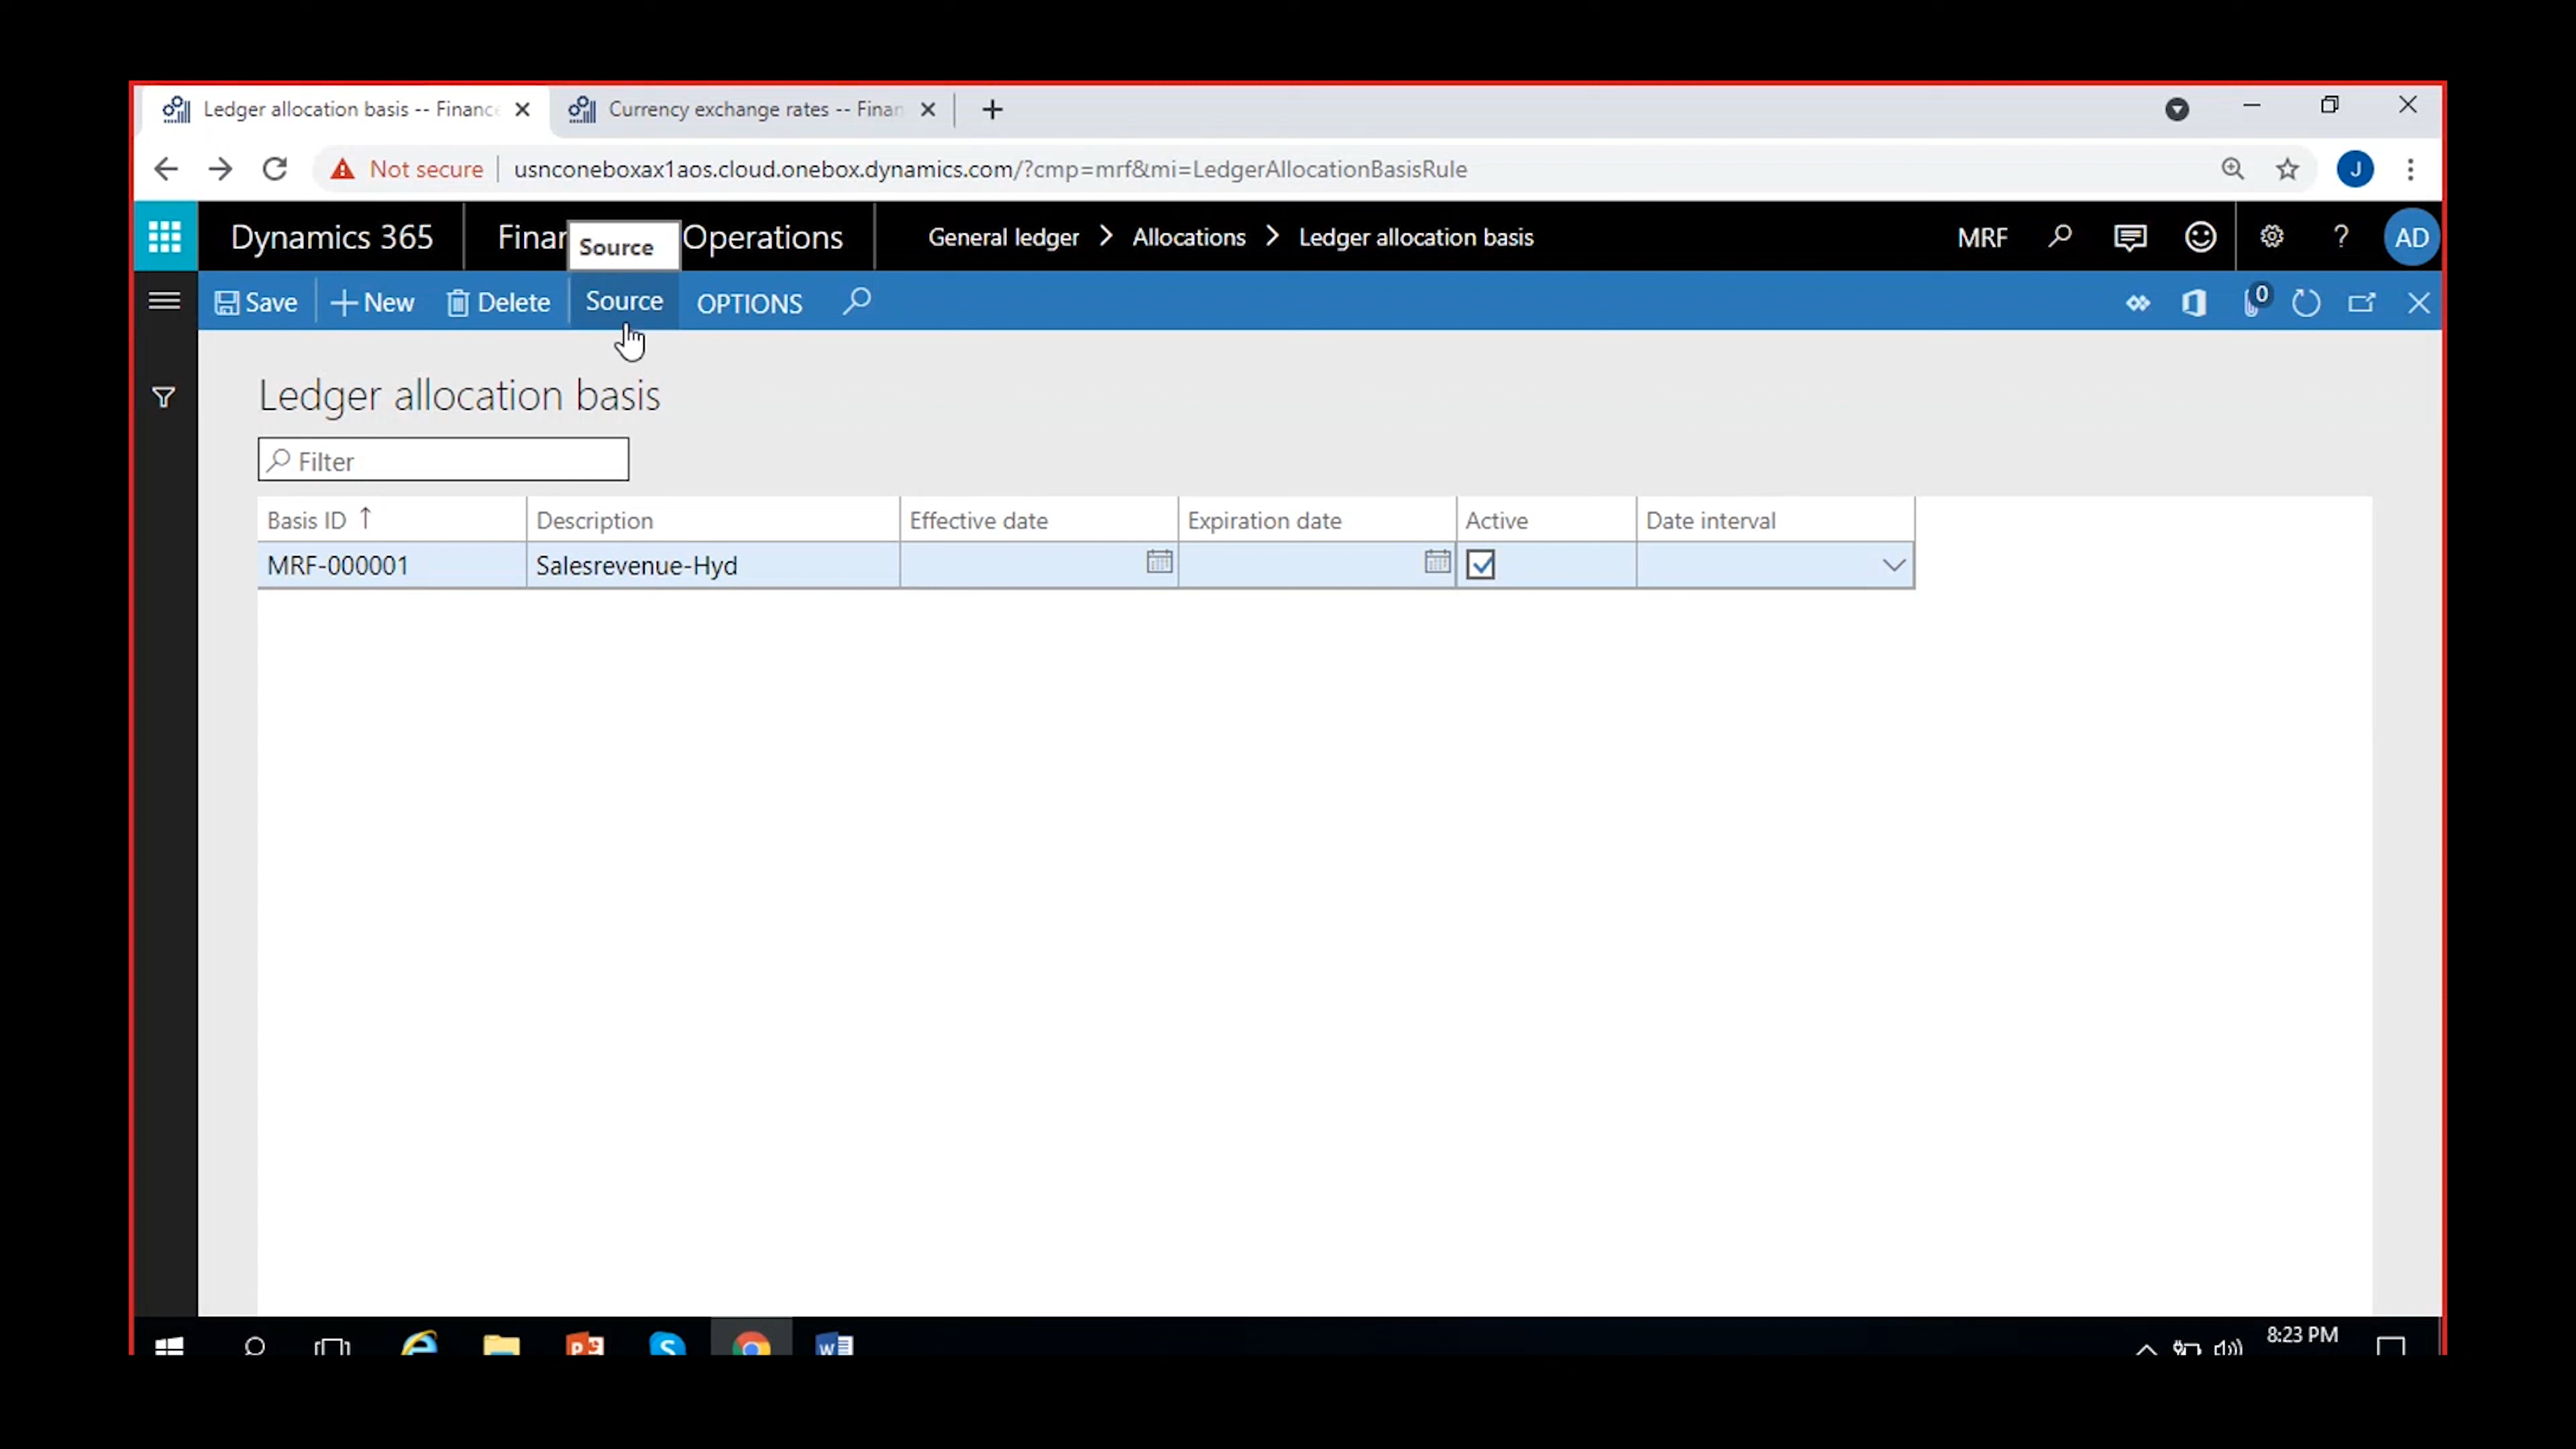 Ledger allocation basis -- Finance
Currency exchange rates -- Finan
Not secure usnconeboxax1aos.cloud.onebox.dynamics.com/?cmp=mrf&mi=LedgerAllocationBasisRule
J
Dynamics 365 Finan Operations General ledger > Allocations > Ledger allocation basis MRF ? AD
Source
Save New Delete Source OPTIONS 0
Ledger allocation basis
Filter
Basis ID Description Effective date Expiration date Active Date interval
MRF-000001 Salesrevenue-Hyd
8:23 PM